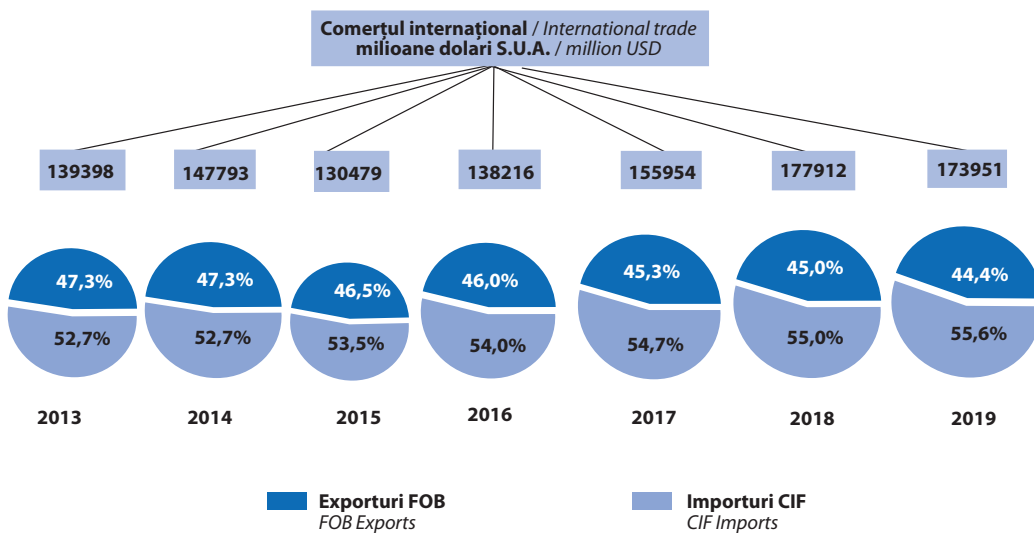 Comerțul internațional / International trade
milioane dolari S.U.A. / million USD
139398 147793 130479 138216 155954 177912 173951
47,3% 47,3% 46,5% 46,0% 45,3% 45,0% 44,4%
52,7% 52,7% 53,5% 54,0% 54,7% 55,0% 55,6%
2013 2014 2015 2016 2017 2018 2019
Exporturi FOB Importuri CIF
FOB Exports CIF Imports